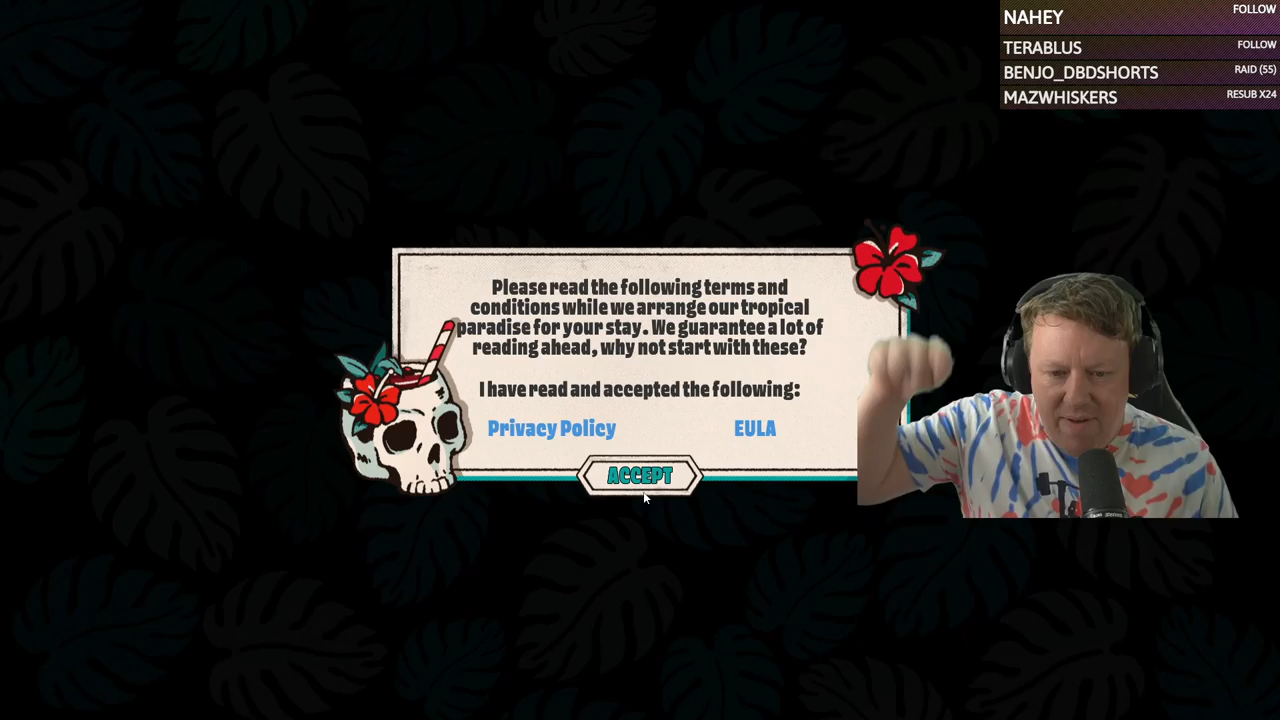 NAHEY FOLLOW
TERABLUS FOLLOW
BENJO_DBDSHORTS RAID (55)
MAZWHISKERS RESUB X24
Please read the following terms and
conditions while we arrange our tropical
paradise for your stay. We guarantee a lot of
reading ahead, why not start with these?
I have read and accepted the following:
Privacy Policy EULA
ACCEPT